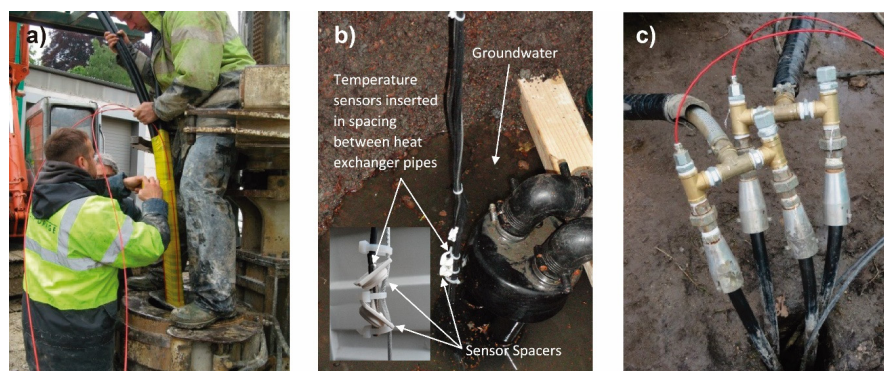 a)
b)
Groundwater
Temperature
sensors inserted
in spacing
between heat
exchanger pipes
Sensor Spacers
c)